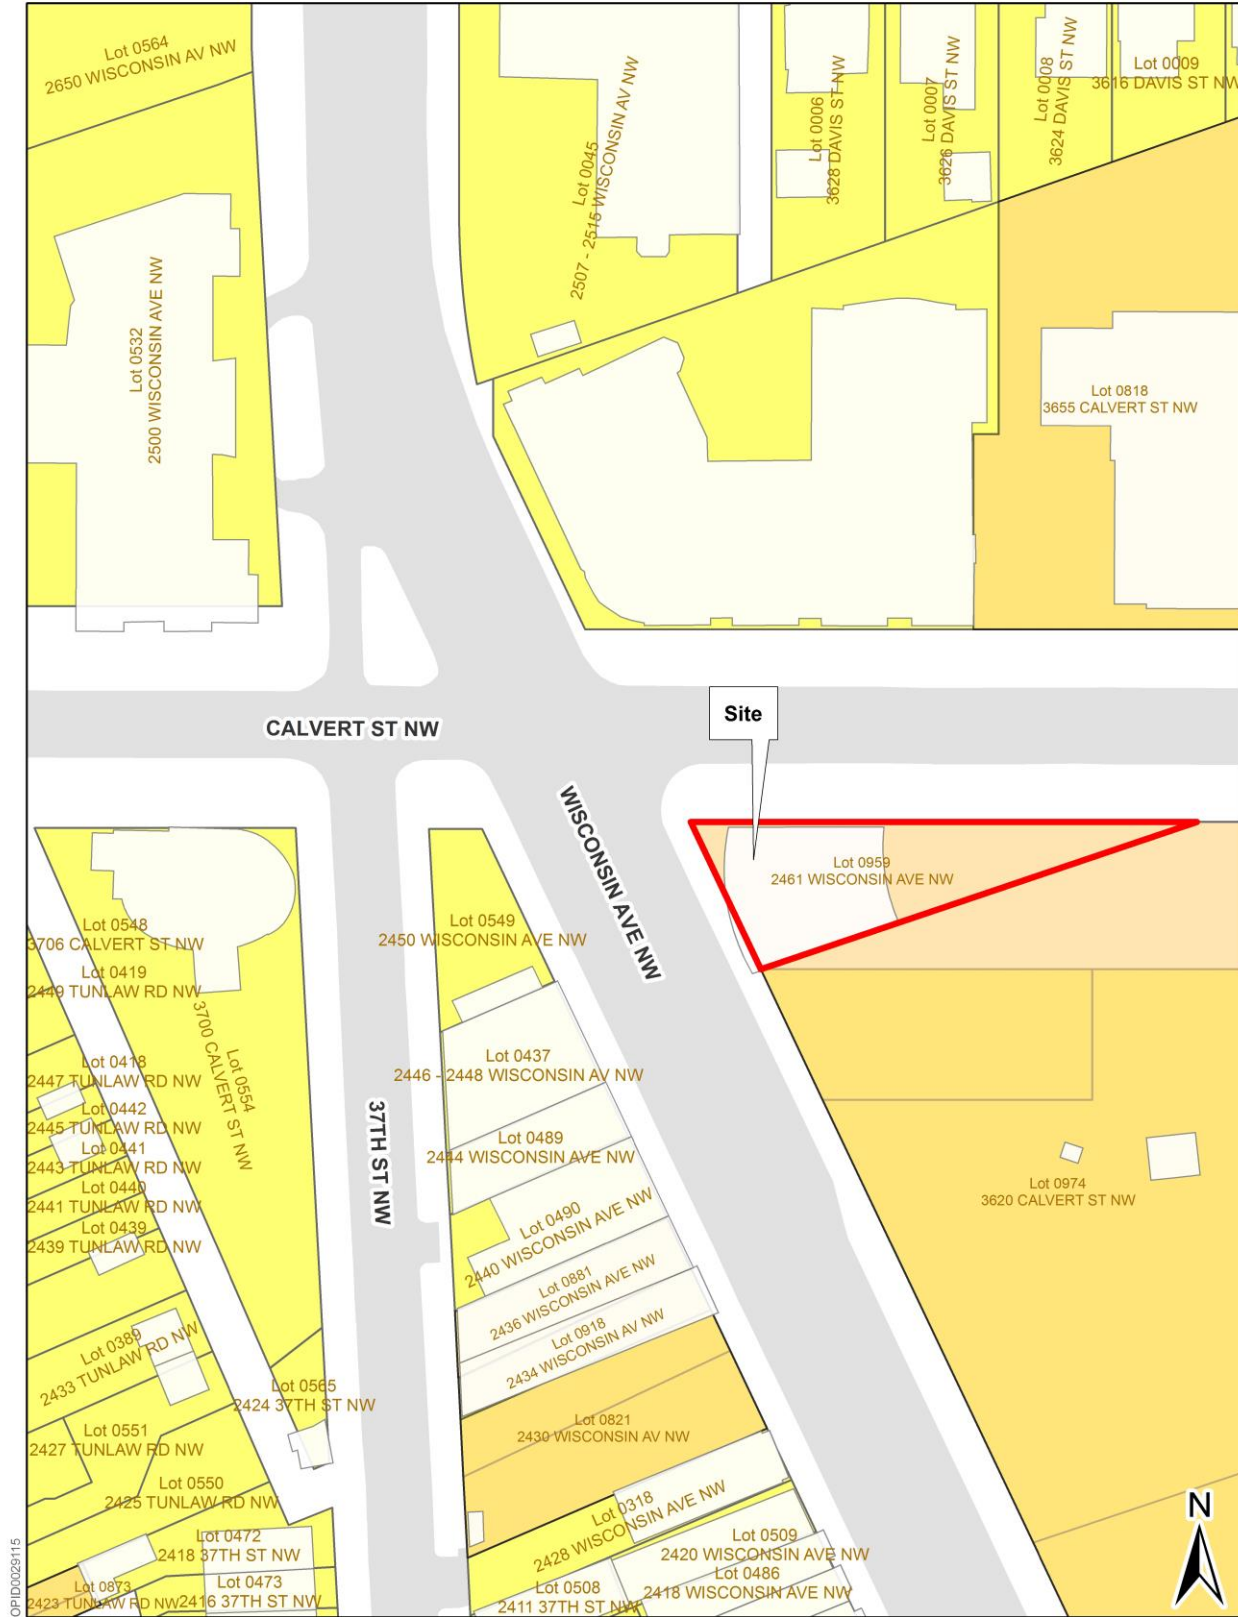 Lot 0564
2650 WISCONSIN AV NW
Lot 0045
2507 - 2515 WISCONSIN AV NW
Lot 0006
3628 DAVIS ST NW
Lot 0007
3626 DAVIS ST NW
Lot 0008
3624 DAVIS ST NW
Lot 0009
3616 DAVIS ST NW
Lot 0532
2500 WISCONSIN AVE NW
Lot 0818
3655 CALVERT ST NW
Site
CALVERT ST NW
WISCONSIN AVE NW
Lot 0959
2461 WISCONSIN AVE NW
Lot 0549
2450 WISCONSIN AVE NW
Lot 0548
3706 CALVERT ST NW
Lot 0419
2449 TUNLAW RD NW
Lot 0554
3700 CALVERT ST NW
Lot 0418
2447 TUNLAW RD NW
Lot 0442
2445 TUNLAW RD NW
Lot 0441
2443 TUNLAW RD NW
Lot 0440
2441 TUNLAW RD NW
Lot 0439
2439 TUNLAW RD NW
37TH ST NW
Lot 0437
2446 - 2448 WISCONSIN AV NW
Lot 0489
2444 WISCONSIN AVE NW
Lot 0490
2440 WISCONSIN AVE NW
Lot 0881
2436 WISCONSIN AVE NW
Lot 0918
2434 WISCONSIN AV NW
Lot 0974
3620 CALVERT ST NW
Lot 0389
2433 TUNLAW RD NW
Lot 0565
2424 37TH ST NW
Lot 0821
2430 WISCONSIN AV NW
Lot 0551
2427 TUNLAW RD NW
Lot 0550
2425 TUNLAW RD NW
Lot 0318
2428 WISCONSIN AVE NW
Lot 0472
2418 37TH ST NW
Lot 0509
2420 WISCONSIN AVE NW
Lot 0873
2423 TUNLAW RD NW
Lot 0473
2416 37TH ST NW
Lot 0508
2411 37TH ST NW
Lot 0486
2418 WISCONSIN AVE NW
N
OPID0029115